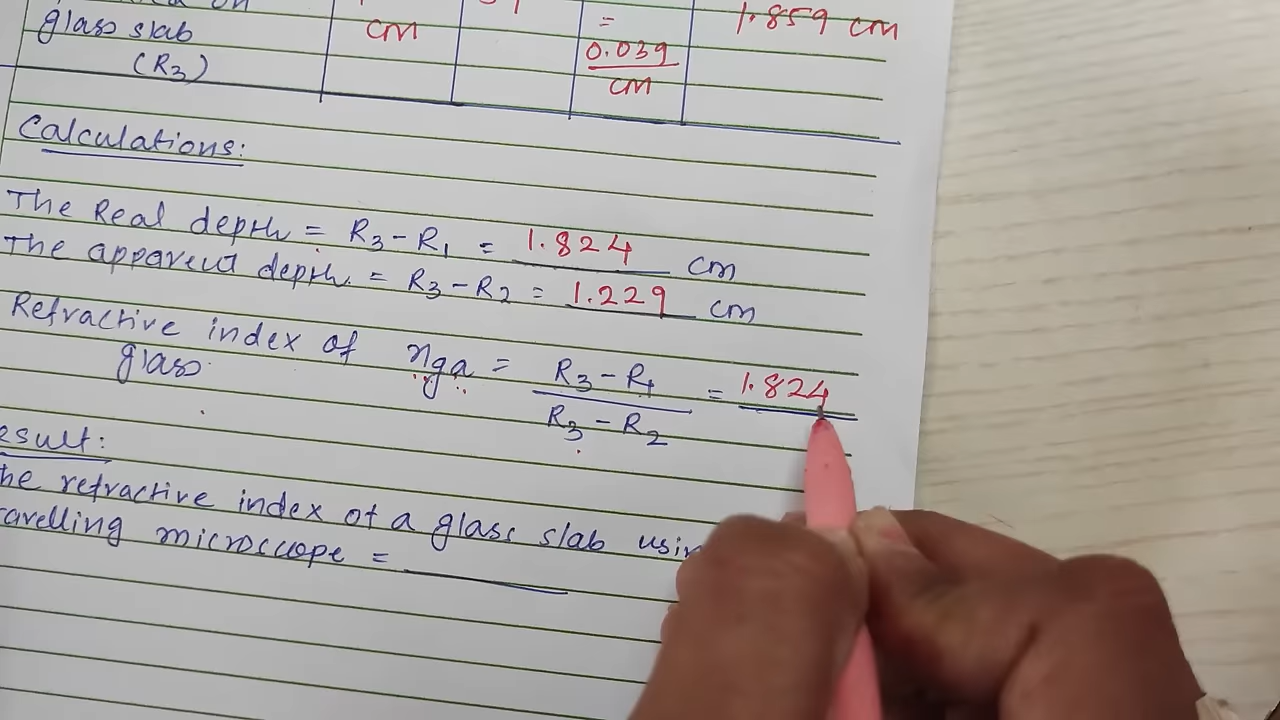 glass slab cm = 1.859 cm
(R3) 0.039
cm
Calculations:
The Real depth = R3-R1 = 1.824 cm
The apparent depth = R3-R2 = 1.229 cm
Refractive index of nga = R3-R1 = 1.824
glass. R3-R2
esult:
he refractive index of a glass slab usin
ravelling microscope =